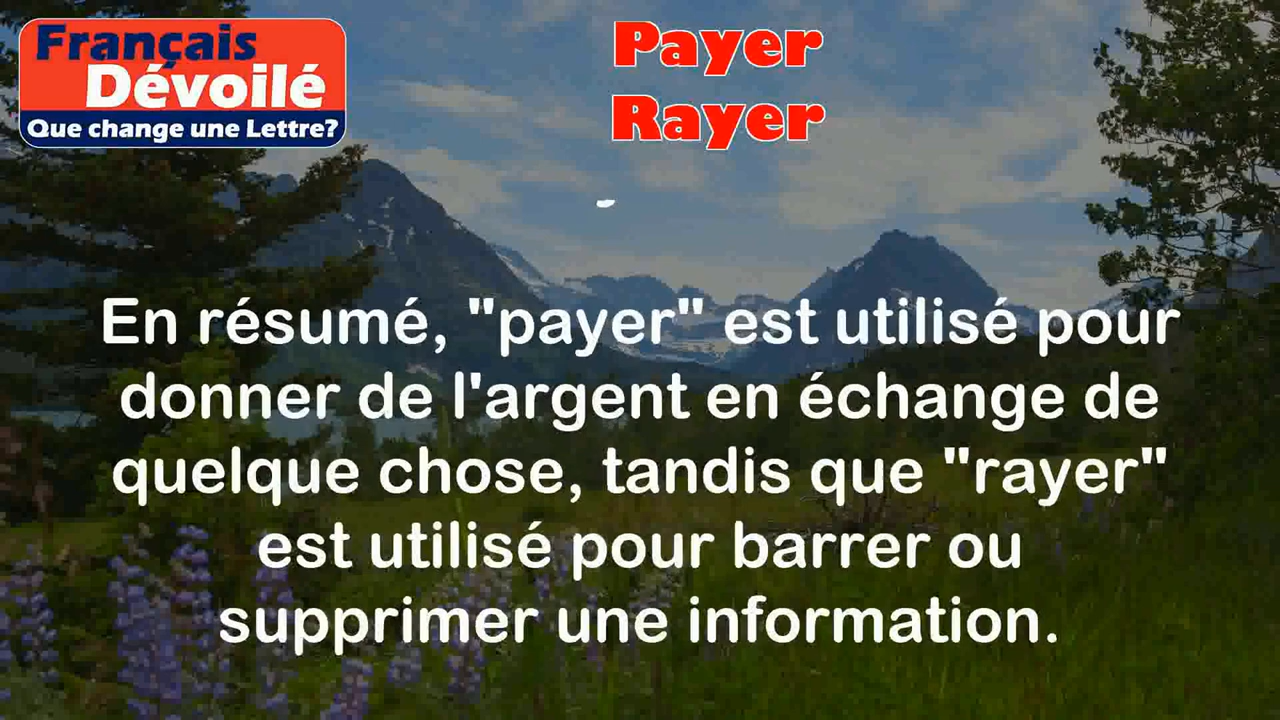 Français
Dévoilé
Que change une Lettre?
Payer
Rayer
En résumé, "payer" est utilisé pour
donner de l'argent en échange de
quelque chose, tandis que "rayer"
est utilisé pour barrer ou
supprimer une information.